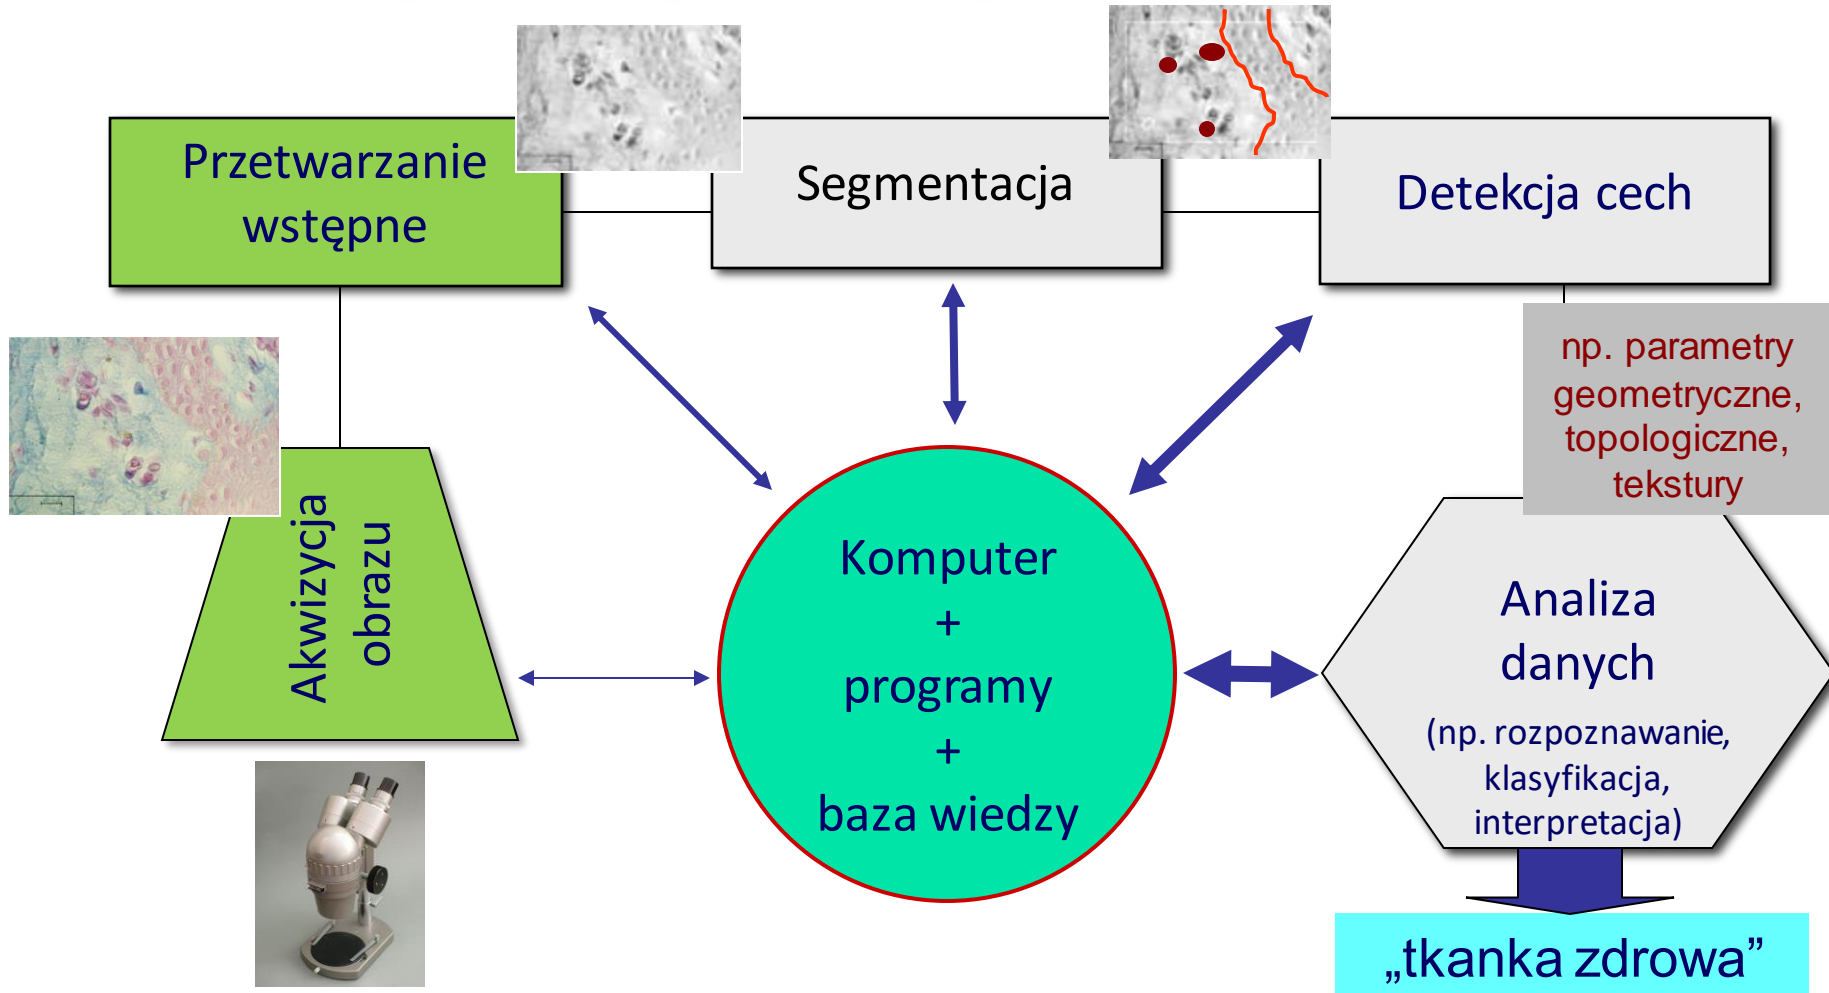 Przetwarzanie
wstępne
Segmentacja
Detekcja cech
np. parametry
geometryczne,
topologiczne,
tekstury
Akwizycja
obrazu
Komputer
+
programy
+
baza wiedzy
Analiza
danych
(np. rozpoznawanie,
klasyfikacja,
interpretacja)
„tkanka zdrowa”